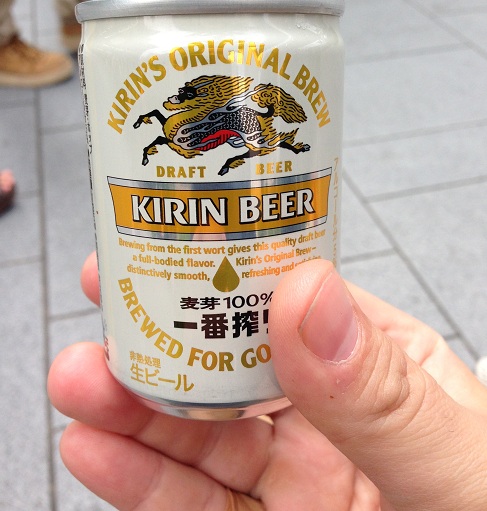 KIRIN'S ORIGINAL BREW
DRAFT BEER
KIRIN BEER
Brewing from the first wort gives this quality draft beer
a full-bodied flavor. Kirin's Original Brew—
distinctively smooth, refreshing and
麦芽100%
一番搾り
BREWED FOR
非熱処理
生ビール